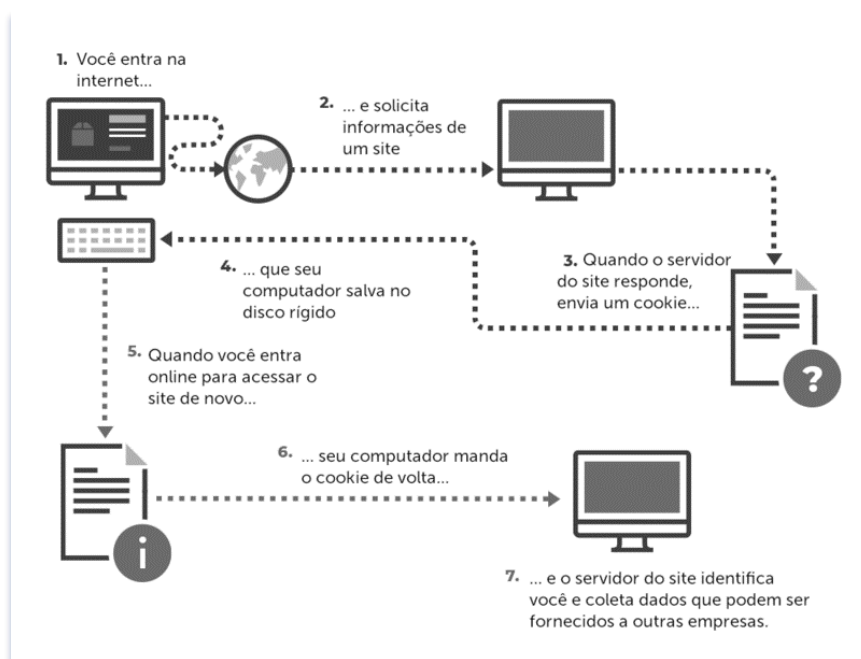 1. Você entra na
internet...
2. ... e solicita
informações de
um site
3. Quando o servidor
do site responde,
envia um cookie...
4. ... que seu
computador salva no
disco rígido
5. Quando você entra
online para acessar o
site de novo...
6. ... seu computador manda
o cookie de volta...
7. ... e o servidor do site identifica
você e coleta dados que podem ser
fornecidos a outras empresas.
?
i